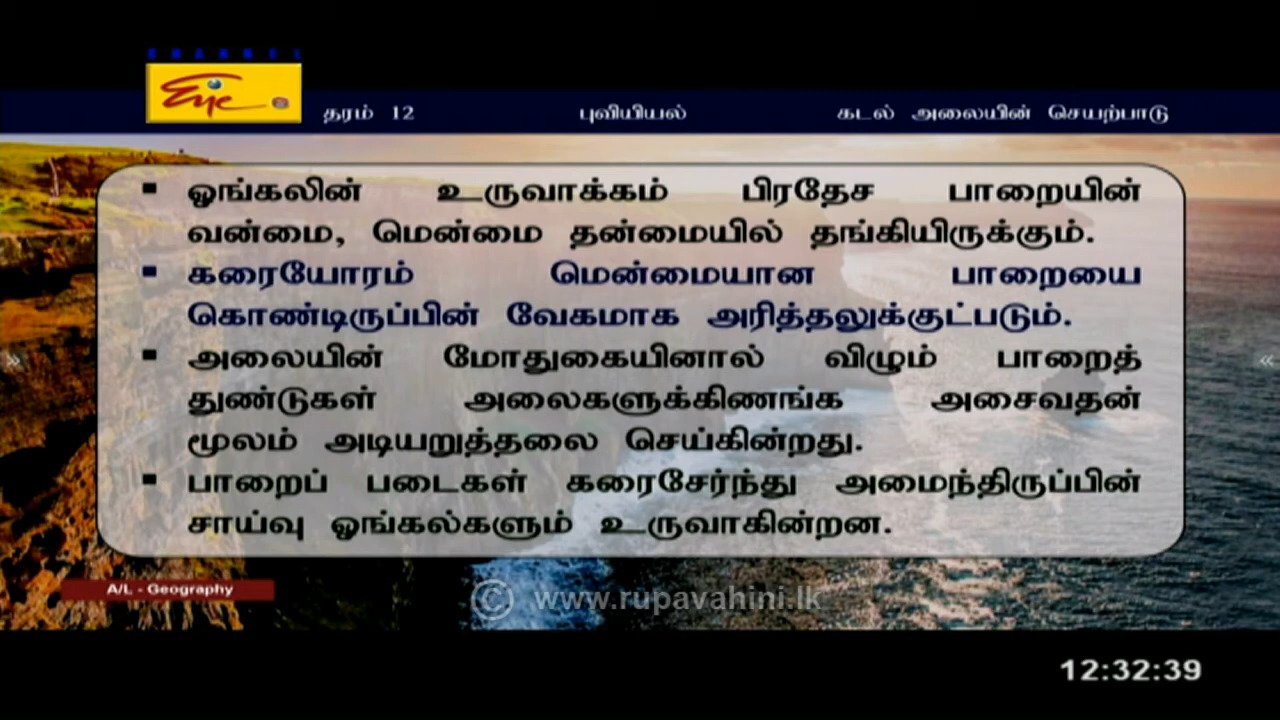 CHANNEL
Eye
தரம் 12 புவியியல் கடல் அலையின் செயற்பாடு
▪ ஓங்கலின் உருவாக்கம் பிரதேச பாறையின்
வன்மை, மென்மை தன்மையில் தங்கியிருக்கும்.
▪ கரையோரம் மென்மையான பாறையை
கொண்டிருப்பின் வேகமாக அரித்தலுக்குட்படும்.
▪ அலையின் மோதுகையினால் விழும் பாறைத்
துண்டுகள் அலைகளுக்கிணங்க அசைவதன்
மூலம் அடியறுத்தலை செய்கின்றது.
▪ பாறைப் படைகள் கரைசேர்ந்து அமைந்திருப்பின்
சாய்வு ஓங்கல்களும் உருவாகின்றன.
A/L - Geography
© www.rupavahini.lk
12:32:39